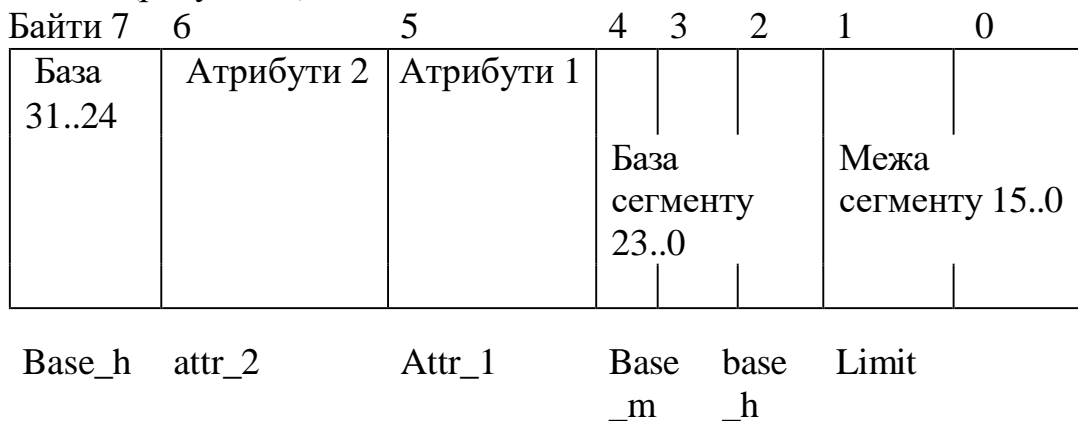 Байти 7 6 5 4 3 2 1 0
База Атрибути 2 Атрибути 1
31..24
База Межа
сегменту сегменту 15..0
23..0
Base_h attr_2 Attr_1 Base base Limit
_m _h